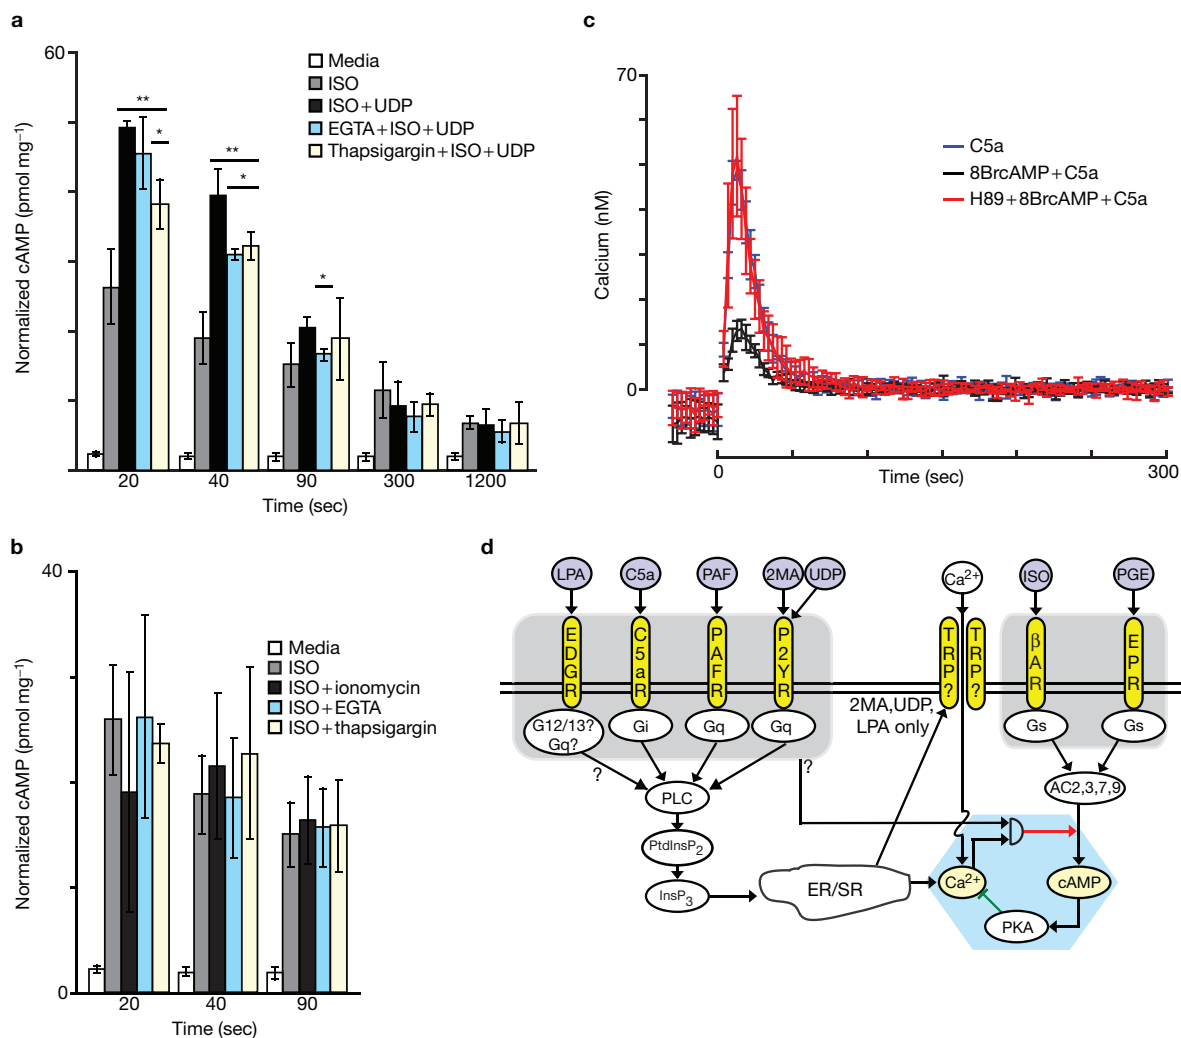 a
60
Normalized cAMP (pmol mg⁻¹)
Media
ISO
ISO+UDP
EGTA+ISO+UDP
Thapsigargin+ISO+UDP
**
*
**
*
*
20 40 90 300 1200
Time (sec)
b
40
0
Normalized cAMP (pmol mg⁻¹)
Media
ISO
ISO+ionomycin
ISO+EGTA
ISO+thapsigargin
20 40 90
Time (sec)
c
70
0
Calcium (nM)
C5a
8BrcAMP+C5a
H89+8BrcAMP+C5a
0 300
Time (sec)
d
LPA C5a PAF 2MA UDP Ca²⁺ ISO PGE
EDGR C5aR PAFR P2YR TRP? TRP? βAR EPR
G12/13?
Gq?
Gi Gq Gq Gs Gs
2MA,UDP,
LPA only
? ?
PLC
AC2,3,7,9
PtdInsP₂
InsP₃
ER/SR
Ca²⁺ cAMP
PKA